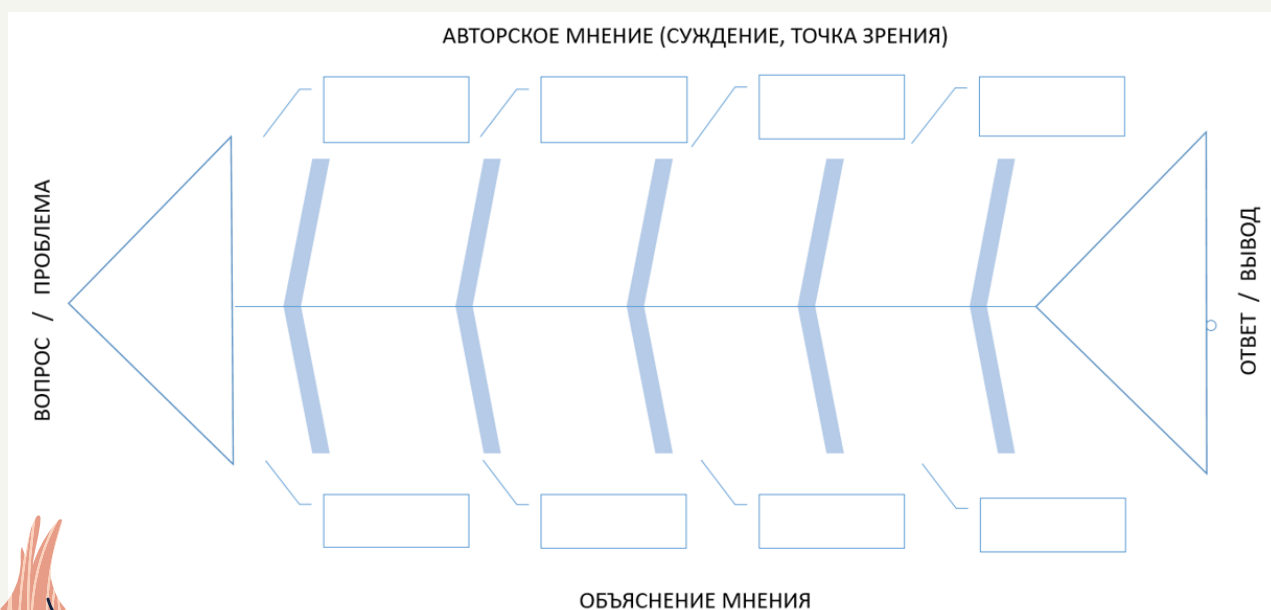 АВТОРСКОЕ МНЕНИЕ (СУЖДЕНИЕ, ТОЧКА ЗРЕНИЯ)
ВОПРОС / ПРОБЛЕМА
ОТВЕТ / ВЫВОД
ОБЪЯСНЕНИЕ МНЕНИЯ